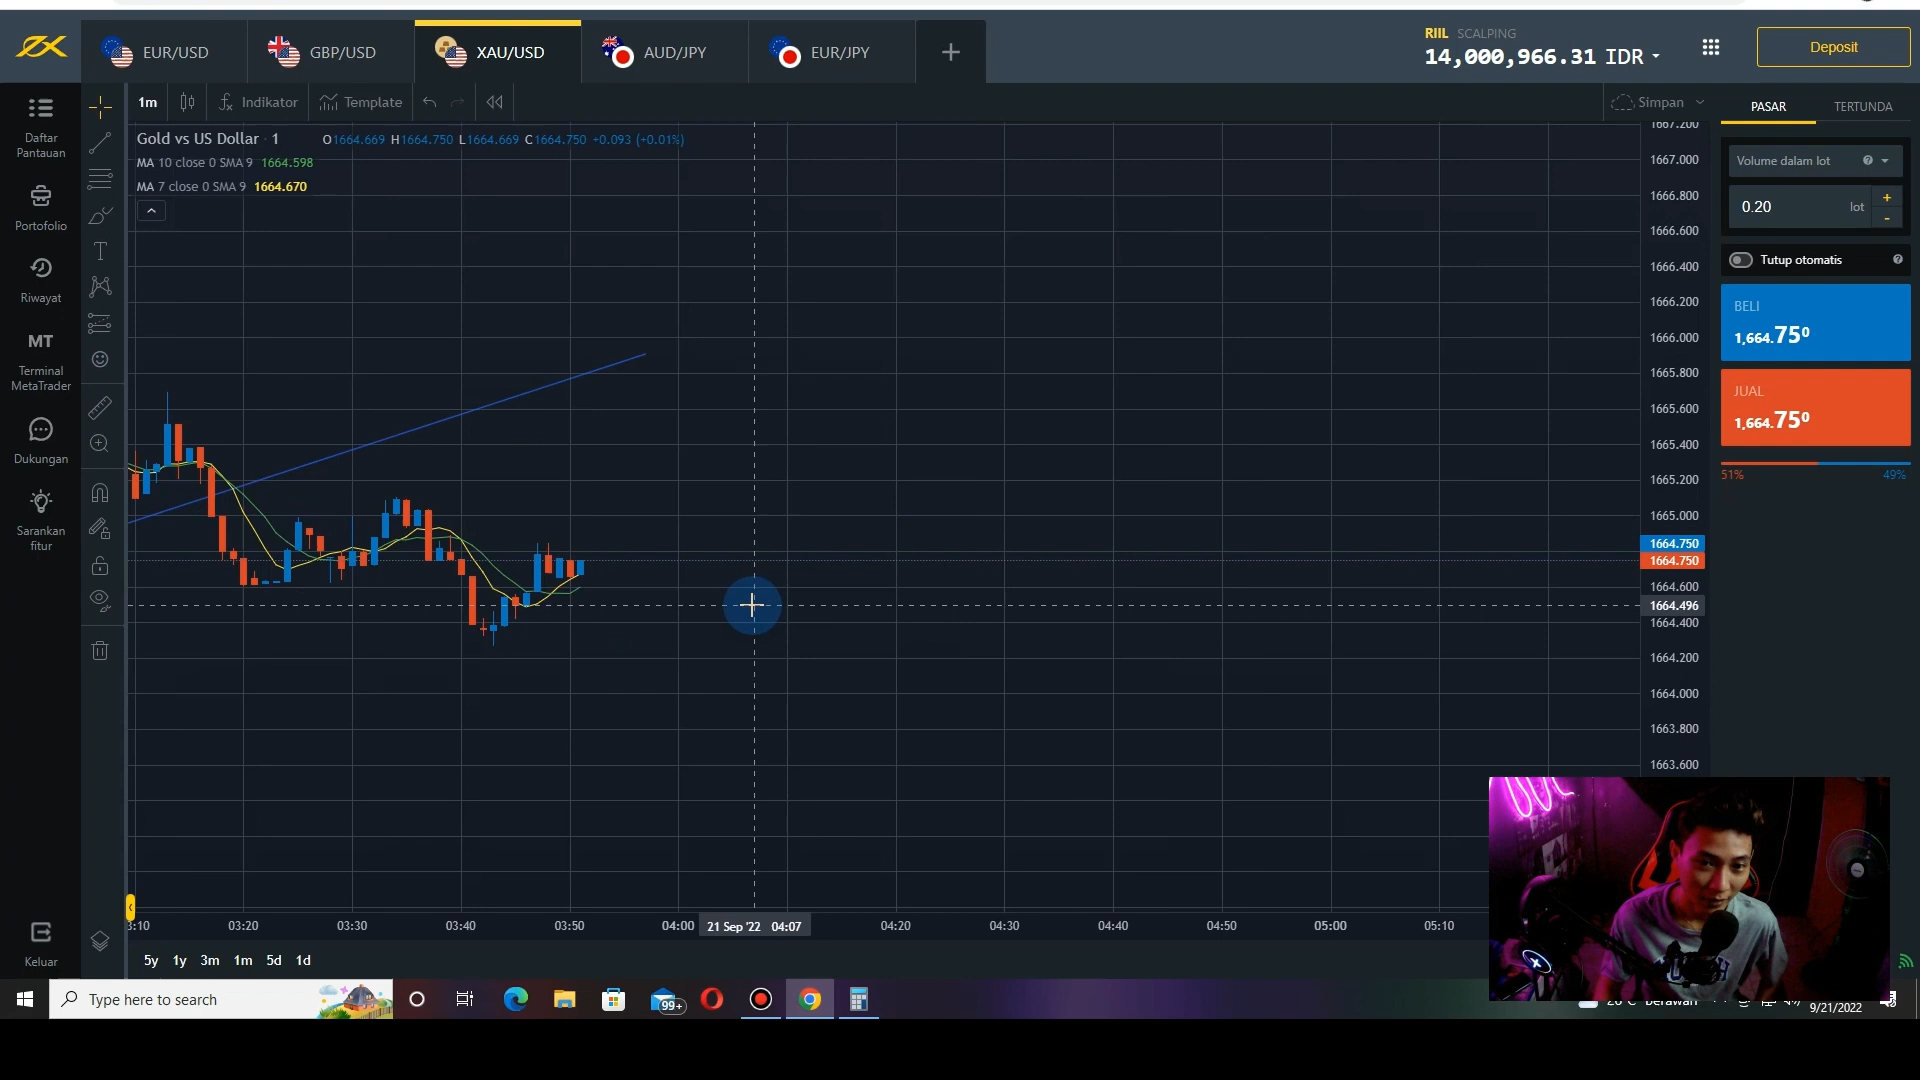 EUR/USD
GBP/USD
XAU/USD
AUD/JPY
EUR/JPY
RIIL SCALPING
14,000,966.31 IDR
Deposit
1m
Indikator
Template
Simpan
PASAR
TERTUNDA
Daftar
Pantauan
Portofolio
Riwayat
MT
Terminal
MetaTrader
Dukungan
Sarankan
fitur
Keluar
Gold vs US Dollar · 1
O1664.669 H1664.750 L1664.669 C1664.750 +0.093 (+0.01%)
MA 10 close 0 SMA 9 1664.598
MA 7 close 0 SMA 9 1664.670
1667.200
1667.000
1666.800
1666.600
1666.400
1666.200
1666.000
1665.800
1665.600
1665.400
1665.200
1665.000
1664.750
1664.750
1664.600
1664.496
1664.400
1664.200
1664.000
1663.800
1663.600
Volume dalam lot
0.20 lot
+
-
Tutup otomatis
BELI
1,664.750
JUAL
1,664.750
51%
49%
3:10
03:20
03:30
03:40
03:50
04:00
21 Sep '22 04:07
04:20
04:30
04:40
04:50
05:00
05:10
5y 1y 3m 1m 5d 1d
Type here to search
99+
9/21/2022